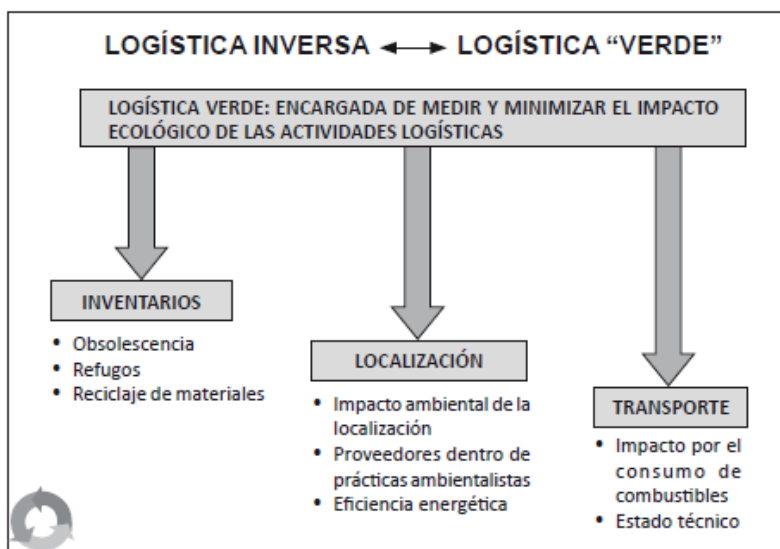 LOGÍSTICA INVERSA ⟷ LOGÍSTICA “VERDE”
LOGÍSTICA VERDE: ENCARGADA DE MEDIR Y MINIMIZAR EL IMPACTO
ECOLÓGICO DE LAS ACTIVIDADES LOGÍSTICAS
INVENTARIOS
• Obsolescencia
• Refugos
• Reciclaje de materiales
LOCALIZACIÓN
• Impacto ambiental de la
localización
• Proveedores dentro de
prácticas ambientalistas
• Eficiencia energética
TRANSPORTE
• Impacto por el
consumo de
combustibles
• Estado técnico